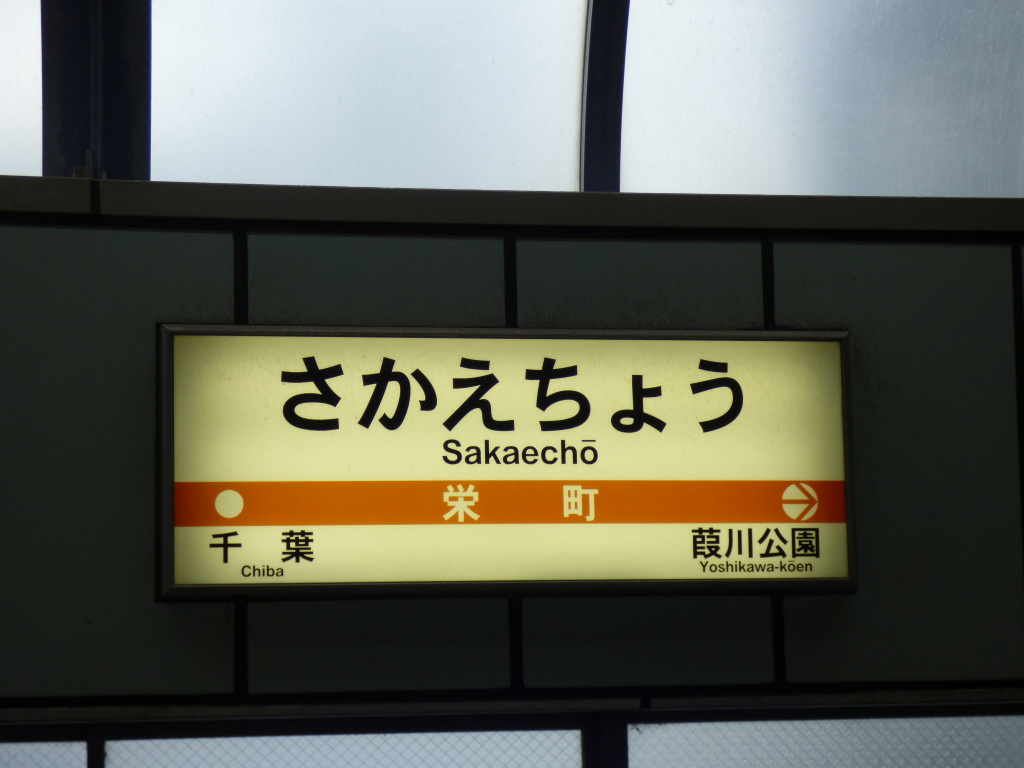 さかえちょう
Sakaechō
栄町
千葉
Chiba
葭川公園
Yoshikawa-kōen